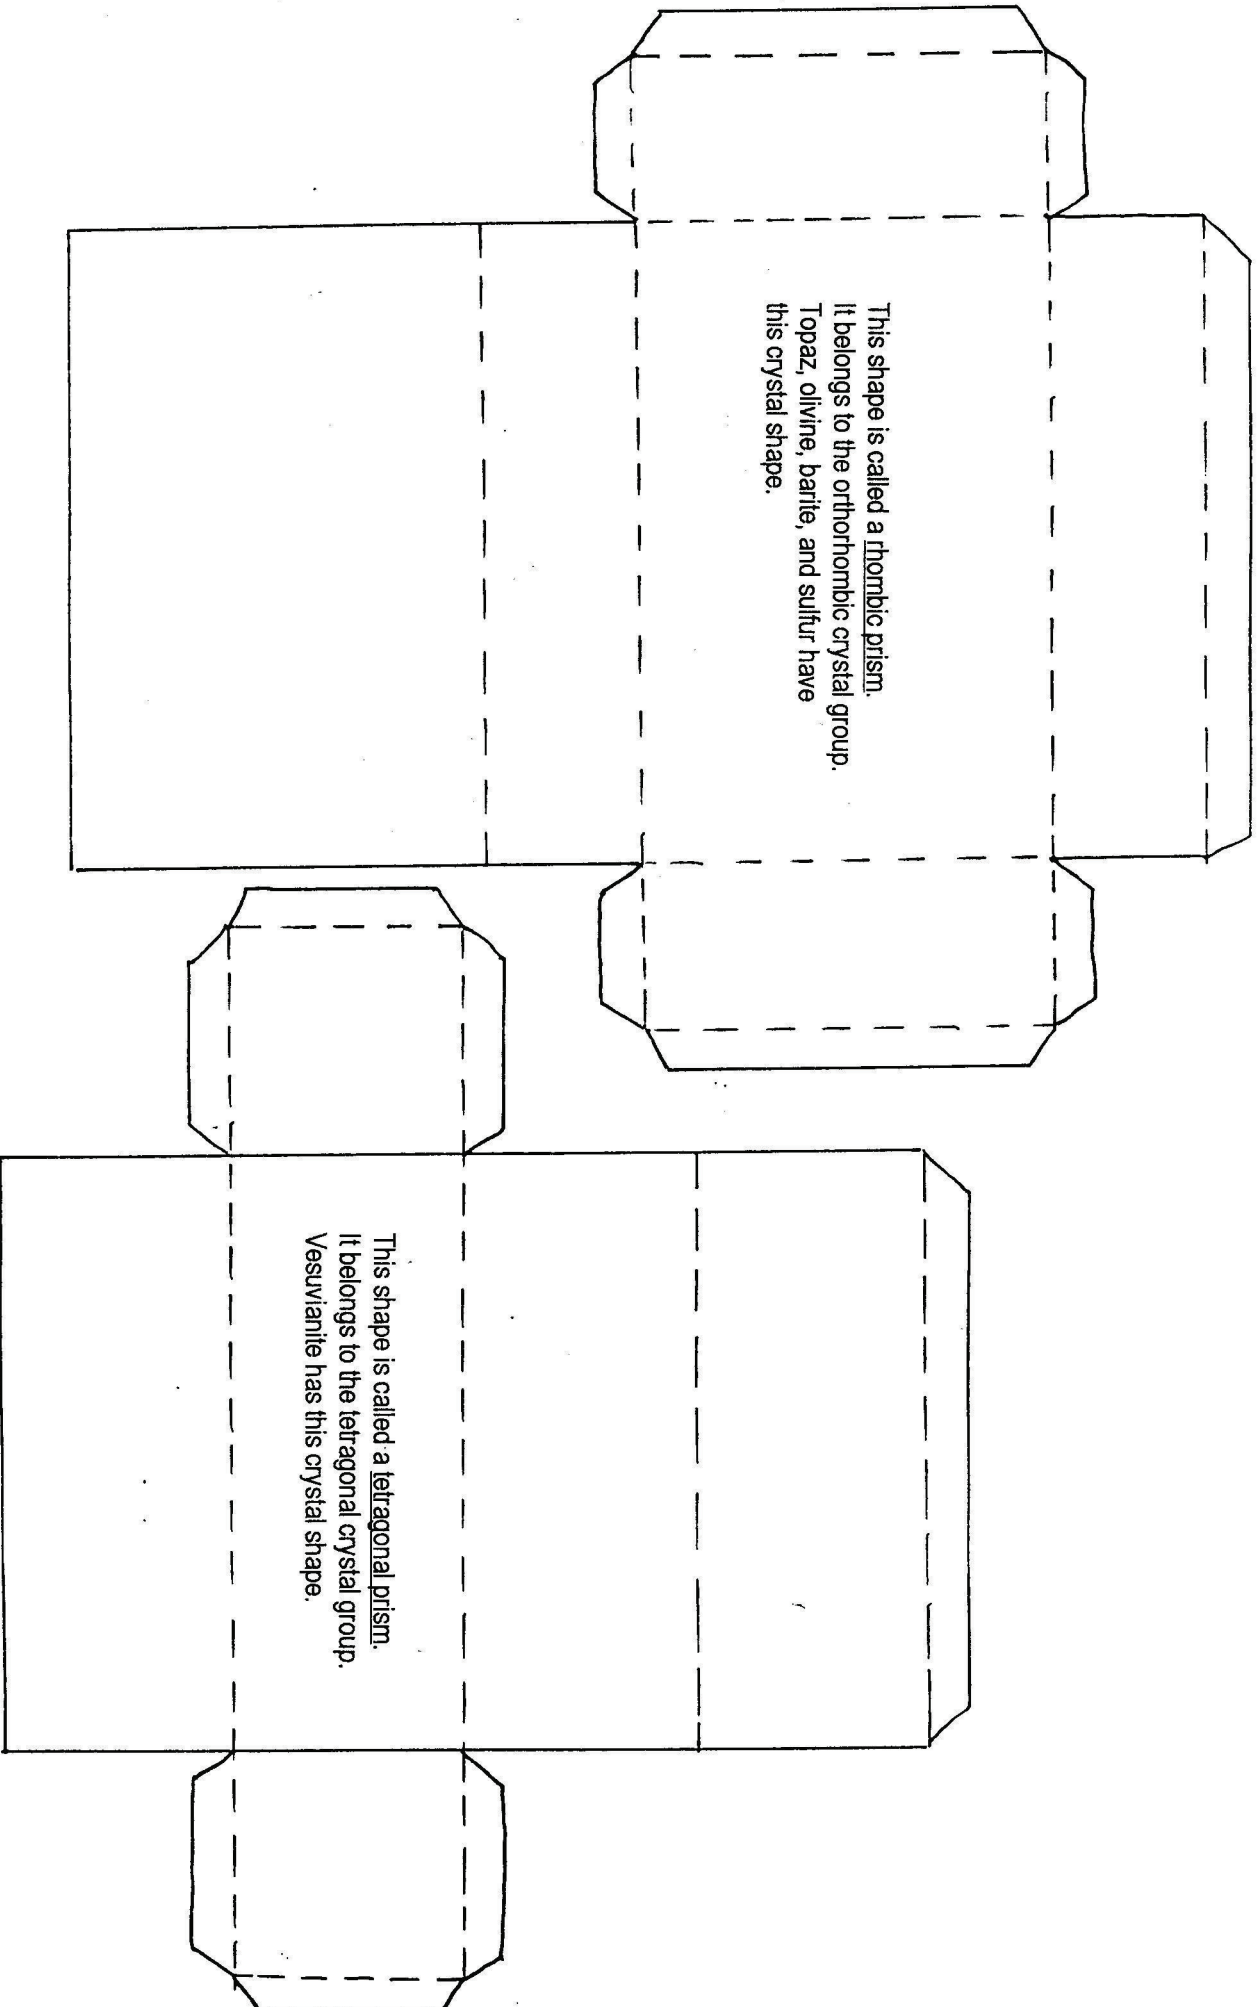 This shape is called a rhombic prism.
It belongs to the orthorhombic crystal group.
Topaz, olivine, barite, and sulfur have
this crystal shape.
This shape is called a tetragonal prism.
It belongs to the tetragonal crystal group.
Vesuvianite has this crystal shape.